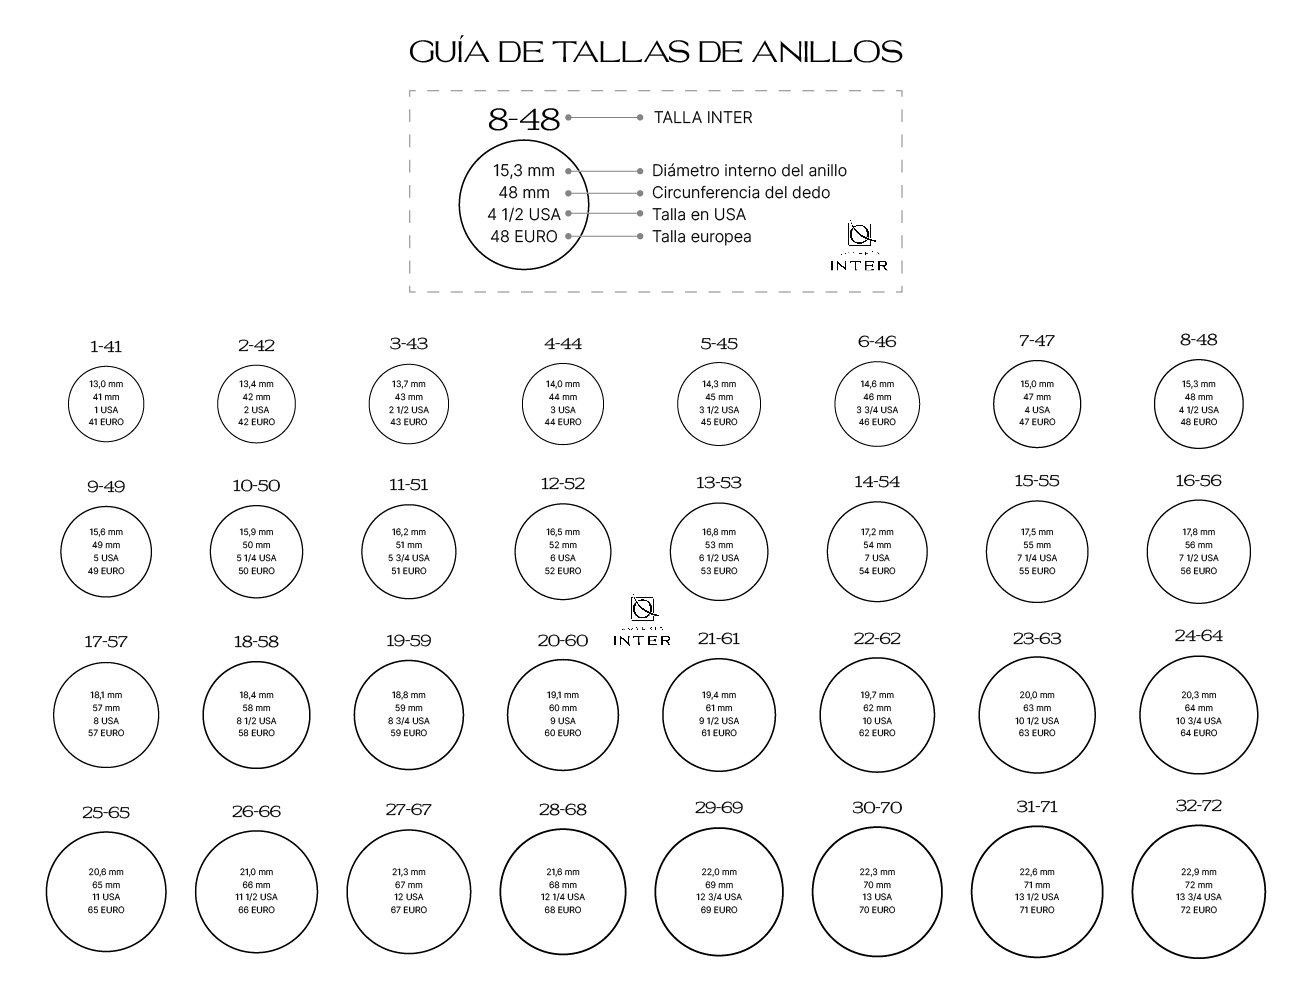 GUÍA DE TALLAS DE ANILLOS
8-48
TALLA INTER
15,3 mm
Diámetro interno del anillo
48 mm
Circunferencia del dedo
4 1/2 USA
Talla en USA
48 EURO
Talla europea
INTER
1-41
13,0 mm
41 mm
1 USA
41 EURO
2-42
13,4 mm
42 mm
2 USA
42 EURO
3-43
13,7 mm
43 mm
2 1/2 USA
43 EURO
4-44
14,0 mm
44 mm
3 USA
44 EURO
5-45
14,3 mm
45 mm
3 1/2 USA
45 EURO
6-46
14,6 mm
46 mm
3 3/4 USA
46 EURO
7-47
15,0 mm
47 mm
4 USA
47 EURO
8-48
15,3 mm
48 mm
4 1/2 USA
48 EURO
9-49
15,6 mm
49 mm
5 USA
49 EURO
10-50
15,9 mm
50 mm
5 1/4 USA
50 EURO
11-51
16,2 mm
51 mm
5 3/4 USA
51 EURO
12-52
16,5 mm
52 mm
6 USA
52 EURO
13-53
16,8 mm
53 mm
6 1/2 USA
53 EURO
14-54
17,2 mm
54 mm
7 USA
54 EURO
15-55
17,5 mm
55 mm
7 1/4 USA
55 EURO
16-56
17,8 mm
56 mm
7 1/2 USA
56 EURO
INTER
17-57
18,1 mm
57 mm
8 USA
57 EURO
18-58
18,4 mm
58 mm
8 1/2 USA
58 EURO
19-59
18,8 mm
59 mm
8 3/4 USA
59 EURO
20-60
19,1 mm
60 mm
9 USA
60 EURO
21-61
19,4 mm
61 mm
9 1/2 USA
61 EURO
22-62
19,7 mm
62 mm
10 USA
62 EURO
23-63
20,0 mm
63 mm
10 1/2 USA
63 EURO
24-64
20,3 mm
64 mm
10 3/4 USA
64 EURO
25-65
20,6 mm
65 mm
11 USA
65 EURO
26-66
21,0 mm
66 mm
11 1/2 USA
66 EURO
27-67
21,3 mm
67 mm
12 USA
67 EURO
28-68
21,6 mm
68 mm
12 1/4 USA
68 EURO
29-69
22,0 mm
69 mm
12 3/4 USA
69 EURO
30-70
22,3 mm
70 mm
13 USA
70 EURO
31-71
22,6 mm
71 mm
13 1/2 USA
71 EURO
32-72
22,9 mm
72 mm
13 3/4 USA
72 EURO